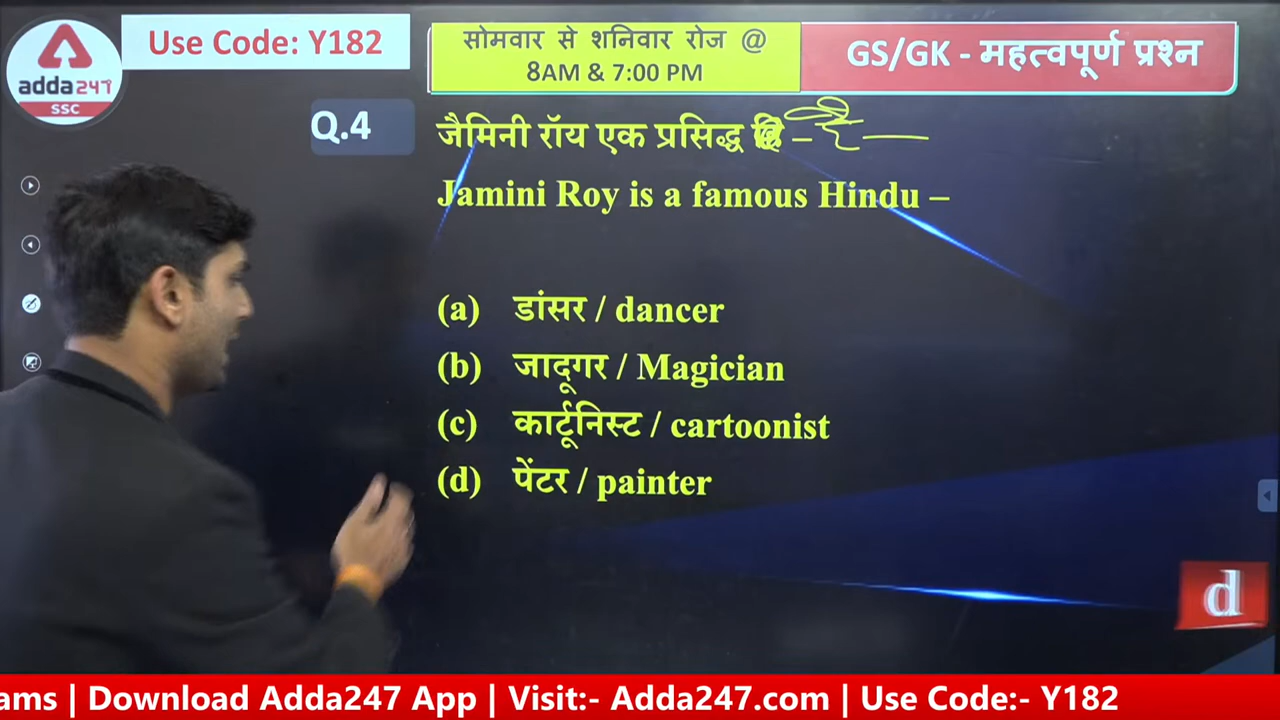 adda247
SSC
Use Code: Y182
सोमवार से शनिवार रोज @
8AM & 7:00 PM
GS/GK - महत्वपूर्ण प्रश्न
Q.4
जैमिनी रॉय एक प्रसिद्ध – है
Jamini Roy is a famous Hindu –
(a) डांसर / dancer
(b) जादूगर / Magician
(c) कार्टूनिस्ट / cartoonist
(d) पेंटर / painter
d
ams | Download Adda247 App | Visit:- Adda247.com | Use Code:- Y182